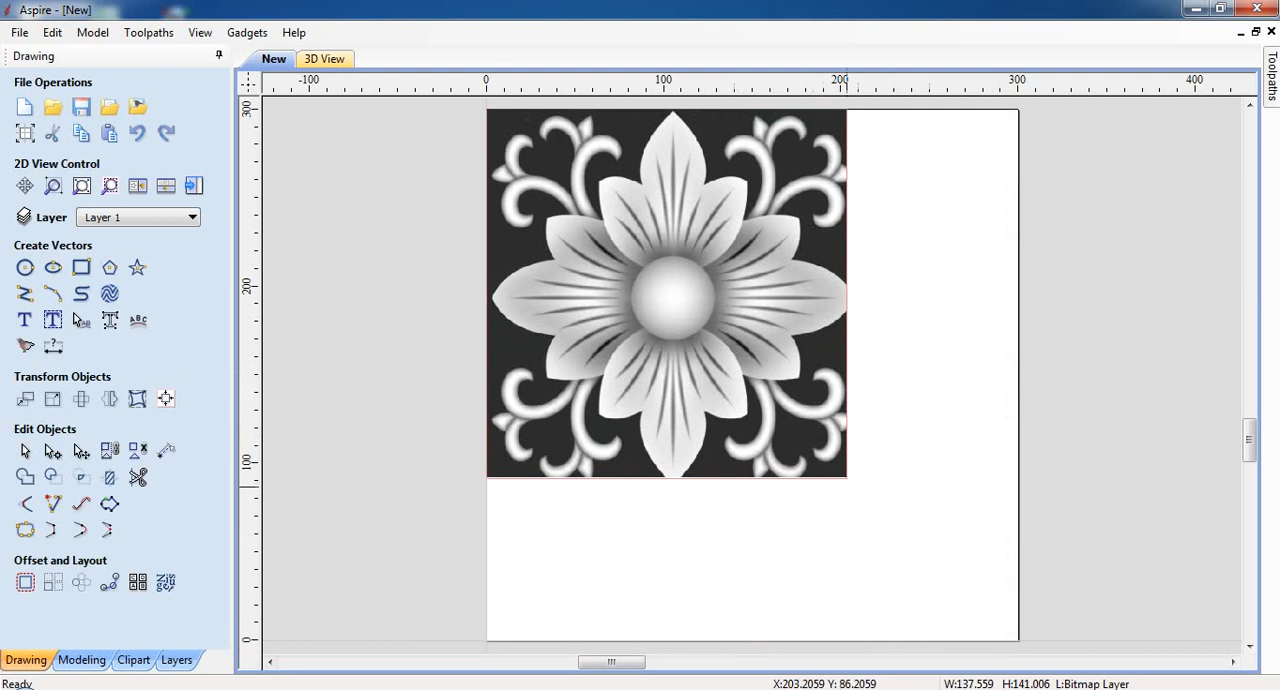 Aspire - [New]
File Edit Model Toolpaths View Gadgets Help
Drawing
New 3D View
Toolpaths
-100 0 100 200 300 400
300
200
100
0
File Operations
2D View Control
Layer Layer 1
Create Vectors
Transform Objects
Edit Objects
Offset and Layout
Drawing Modeling Clipart Layers
Ready X:203.2059 Y: 86.2059 W:137.559 H:141.006 L:Bitmap Layer